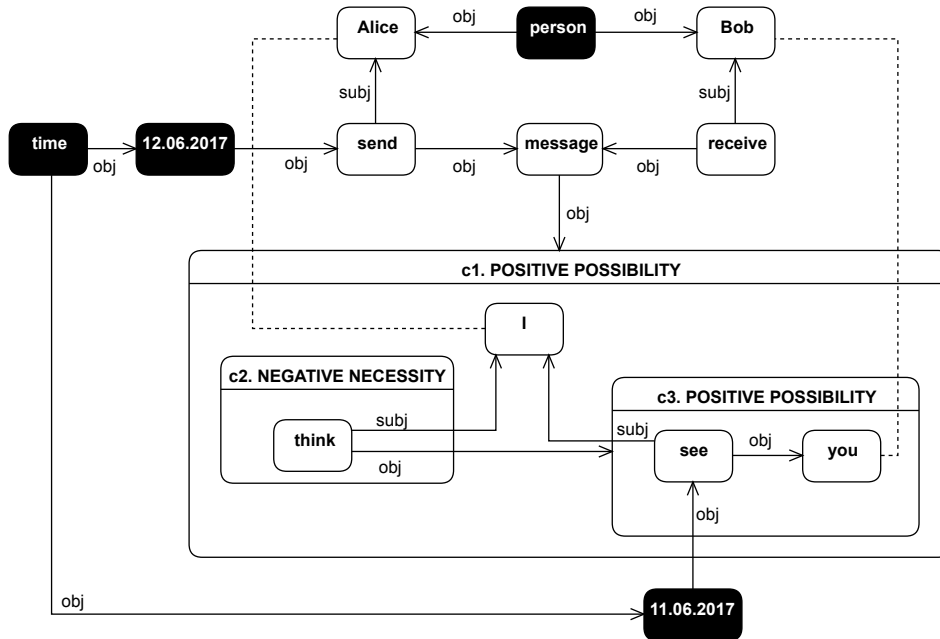 obj
obj
Alice
person
Bob
subj
subj
time
12.06.2017
send
message
receive
obj
obj
obj
obj
obj
c1. POSITIVE POSSIBILITY
I
c2. NEGATIVE NECESSITY
c3. POSITIVE POSSIBILITY
subj
subj
think
see
obj
you
obj
obj
obj
11.06.2017